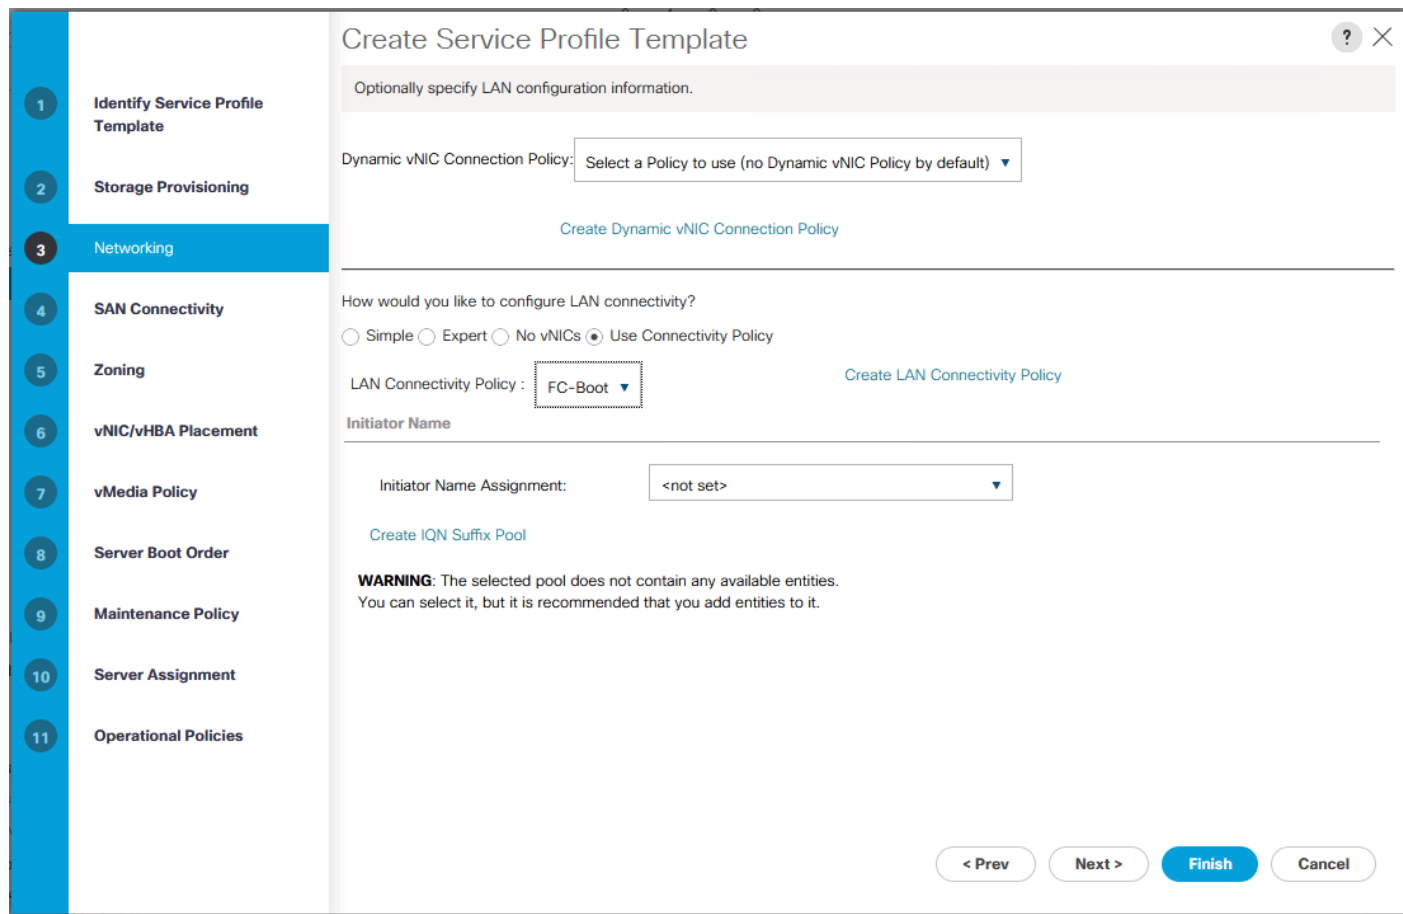 Create Service Profile Template
?
Optionally specify LAN configuration information.
1 Identify Service Profile
Template
2 Storage Provisioning
3 Networking
4 SAN Connectivity
5 Zoning
6 vNIC/vHBA Placement
7 vMedia Policy
8 Server Boot Order
9 Maintenance Policy
10 Server Assignment
11 Operational Policies
Dynamic vNIC Connection Policy: Select a Policy to use (no Dynamic vNIC Policy by default)
Create Dynamic vNIC Connection Policy
How would you like to configure LAN connectivity?
Simple Expert No vNICs Use Connectivity Policy
LAN Connectivity Policy : FC-Boot Create LAN Connectivity Policy
Initiator Name
Initiator Name Assignment: <not set>
Create IQN Suffix Pool
WARNING: The selected pool does not contain any available entities.
You can select it, but it is recommended that you add entities to it.
< Prev Next > Finish Cancel